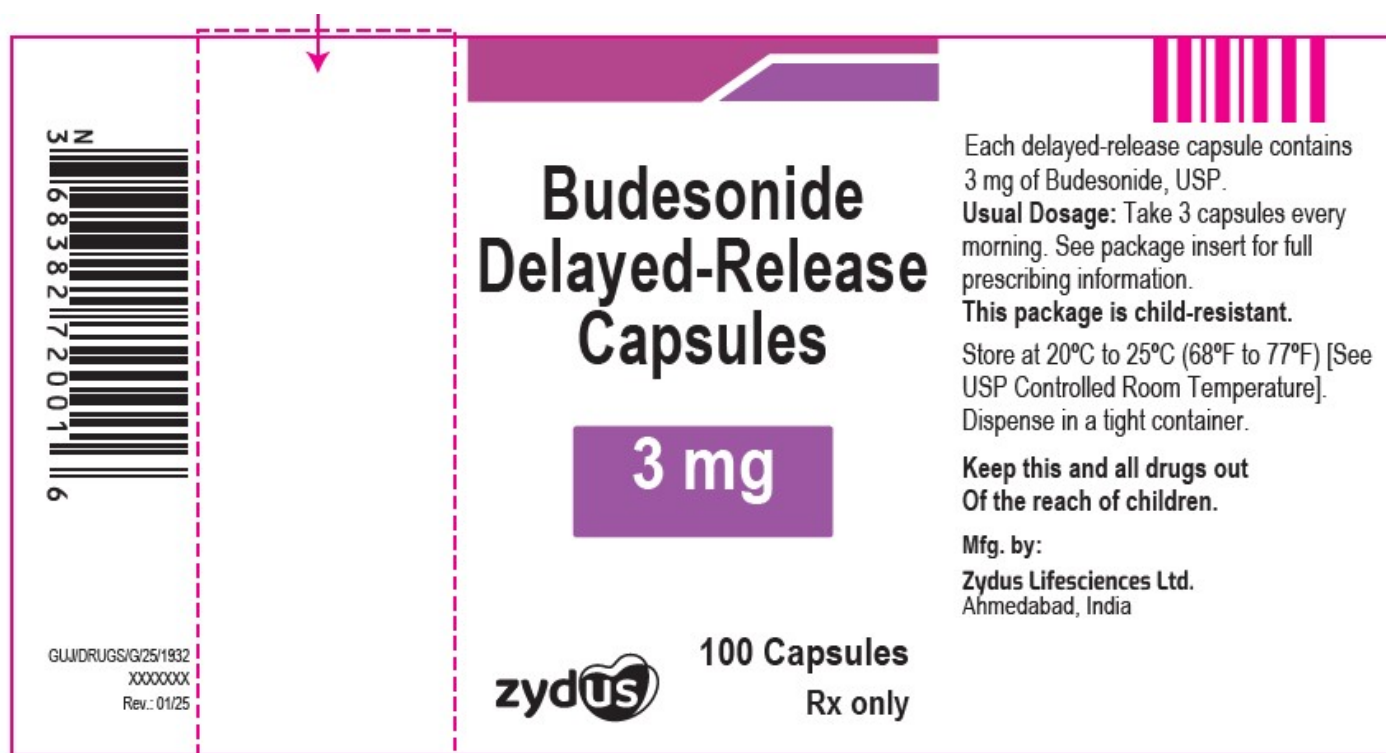 N
3
68382 72001
6
GUJ/DRUGS/G/25/1932
XXXXXXX
Rev.: 01/25
Budesonide
Delayed-Release
Capsules
3 mg
zydus
100 Capsules
Rx only
Each delayed-release capsule contains
3 mg of Budesonide, USP.
Usual Dosage: Take 3 capsules every
morning. See package insert for full
prescribing information.
This package is child-resistant.
Store at 20ºC to 25ºC (68ºF to 77ºF) [See
USP Controlled Room Temperature].
Dispense in a tight container.
Keep this and all drugs out
Of the reach of children.
Mfg. by:
Zydus Lifesciences Ltd.
Ahmedabad, India